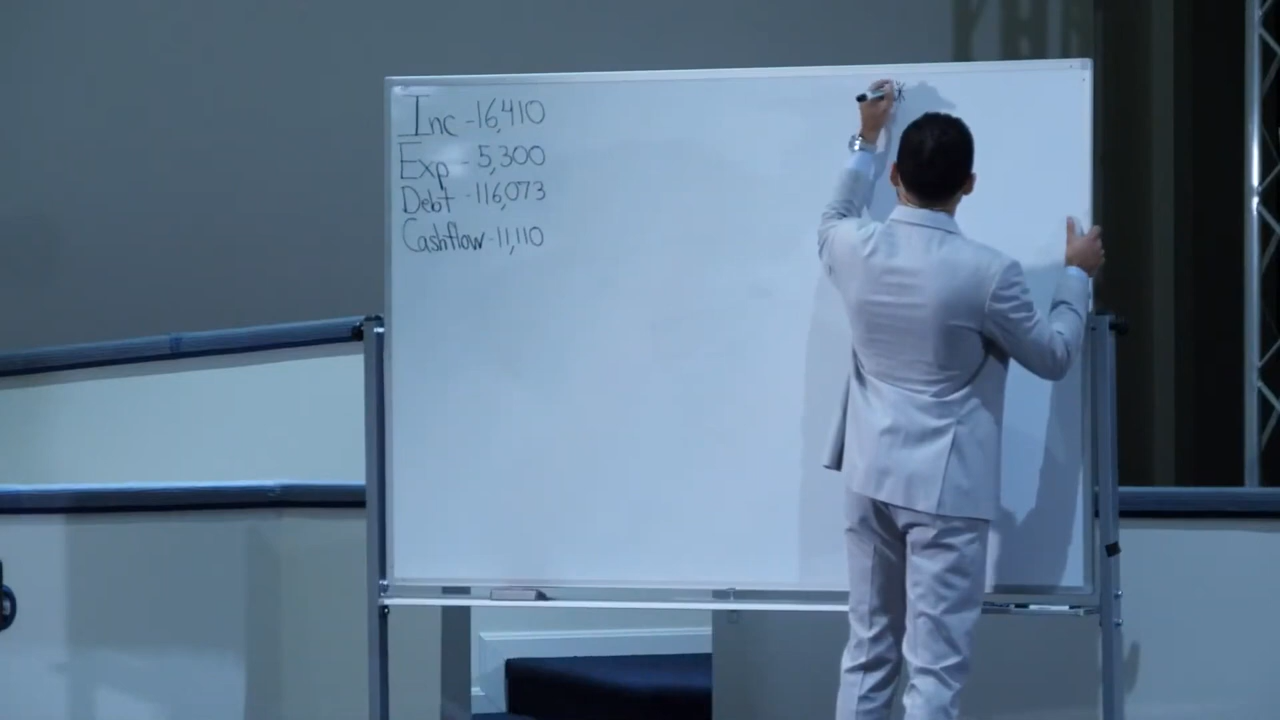 Inc - 16,410
Exp - 5,300
Debt - 116,073
Cashflow - 11,110
*